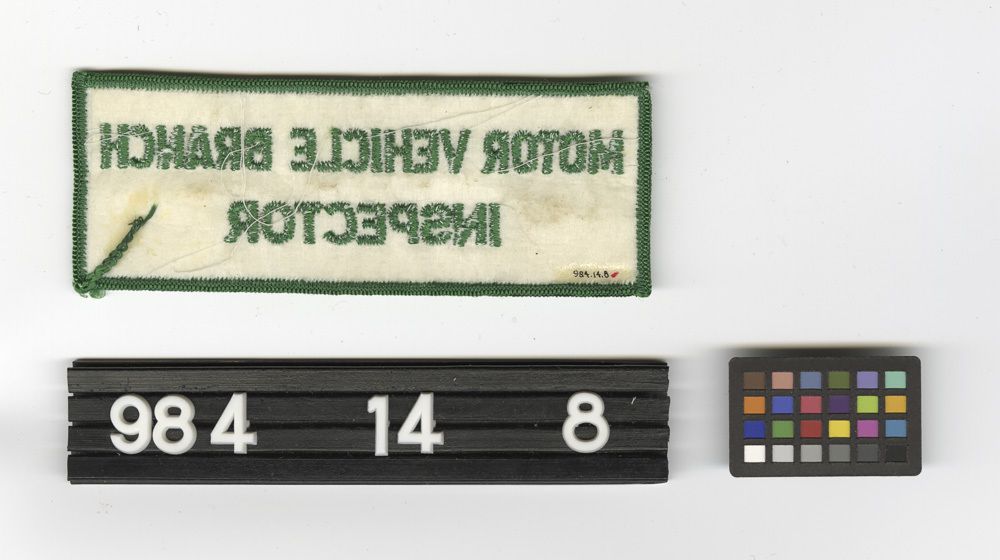 MOTOR VEHICLE BRANCH
INSPECTOR
984.14.8
984 14 8